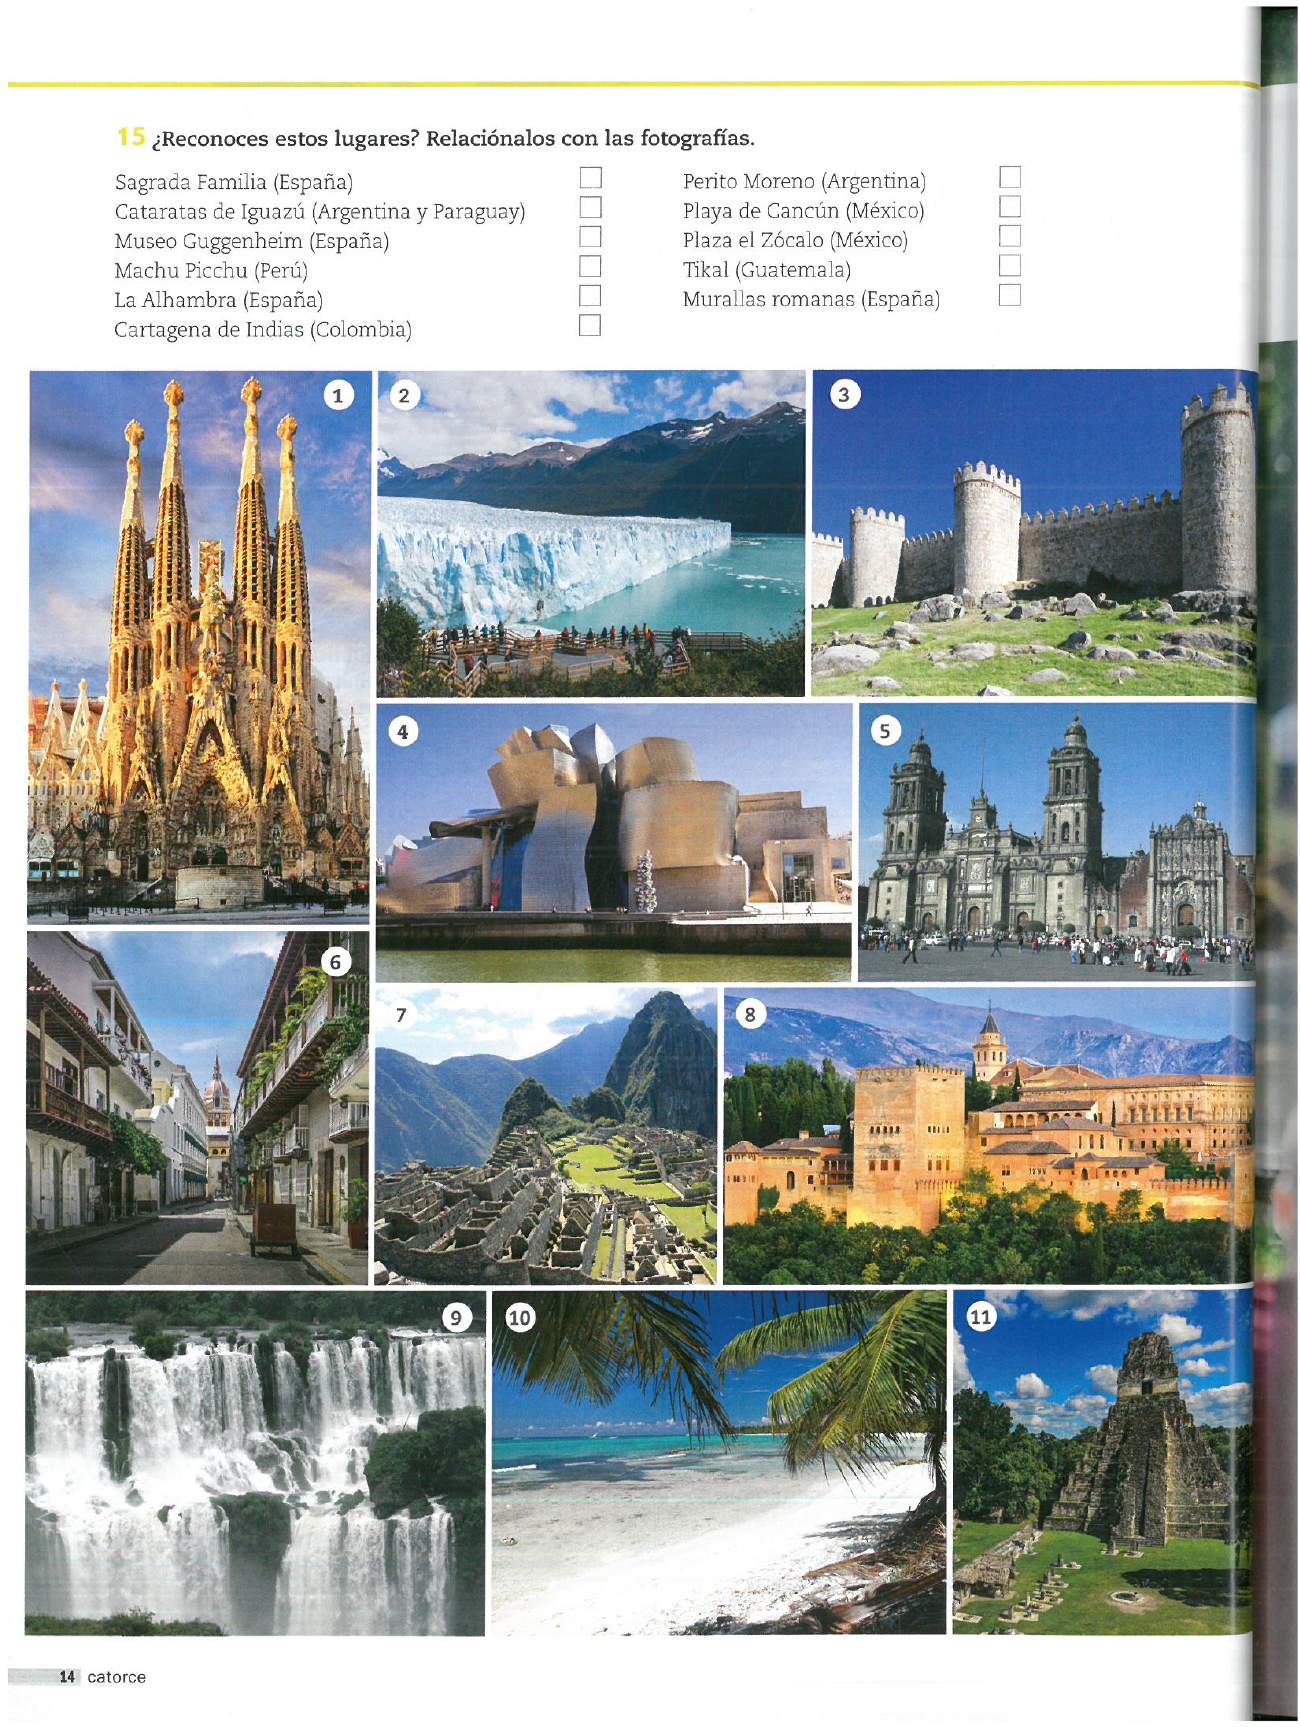 15 ¿Reconoces estos lugares? Relaciónalos con las fotografías.
Sagrada Familia (España)
Cataratas de Iguazú (Argentina y Paraguay)
Museo Guggenheim (España)
Machu Picchu (Perú)
La Alhambra (España)
Cartagena de Indias (Colombia)
Perito Moreno (Argentina)
Playa de Cancún (México)
Plaza el Zócalo (México)
Tikal (Guatemala)
Murallas romanas (España)
1
2
3
4
5
6
7
8
9
10
11
14 catorce